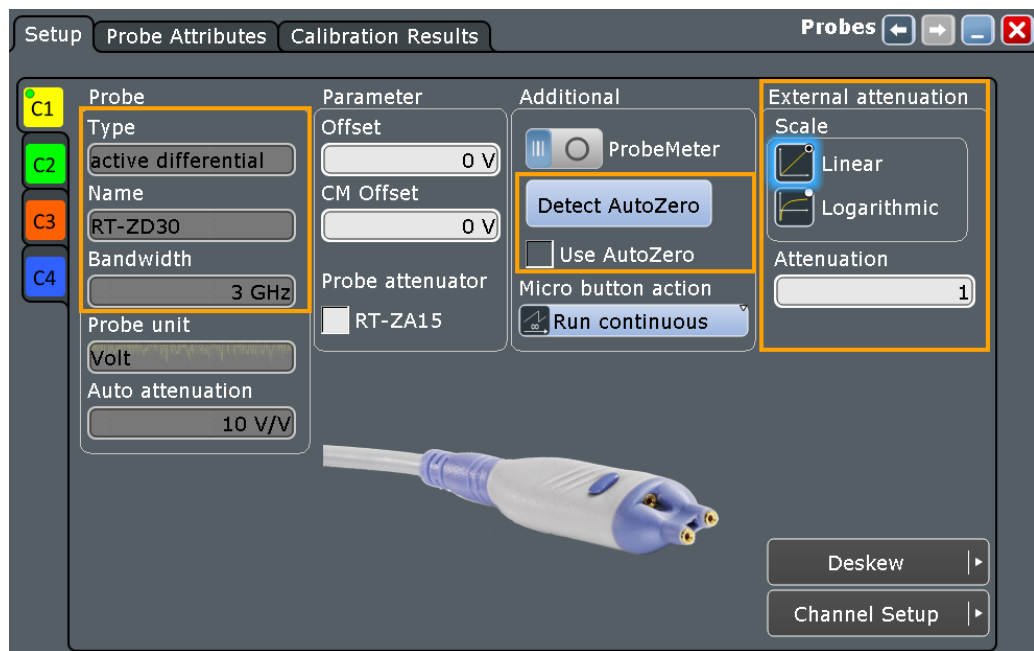 Setup
Probe Attributes
Calibration Results
Probes
C1
C2
C3
C4
Probe
Type
active differential
Name
RT-ZD30
Bandwidth
3 GHz
Probe unit
Volt
Auto attenuation
10 V/V
Parameter
Offset
0 V
CM Offset
0 V
Probe attenuator
RT-ZA15
Additional
ProbeMeter
Detect AutoZero
Use AutoZero
Micro button action
Run continuous
External attenuation
Scale
Linear
Logarithmic
Attenuation
1
Deskew
Channel Setup